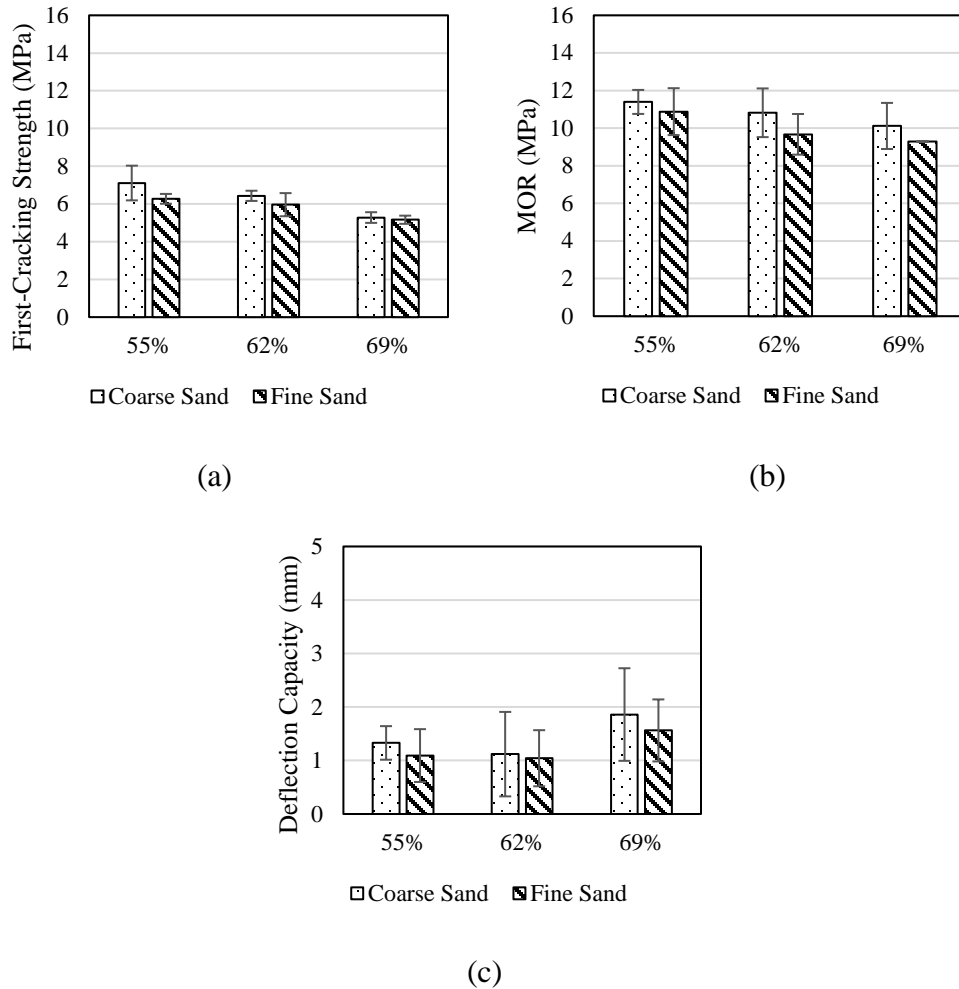 First-Cracking Strength (MPa)
16
14
12
10
8
6
4
2
0
55% 62% 69%
Coarse Sand Fine Sand
(a)
MOR (MPa)
16
14
12
10
8
6
4
2
0
55% 62% 69%
Coarse Sand Fine Sand
(b)
Deflection Capacity (mm)
5
4
3
2
1
0
55% 62% 69%
Coarse Sand Fine Sand
(c)